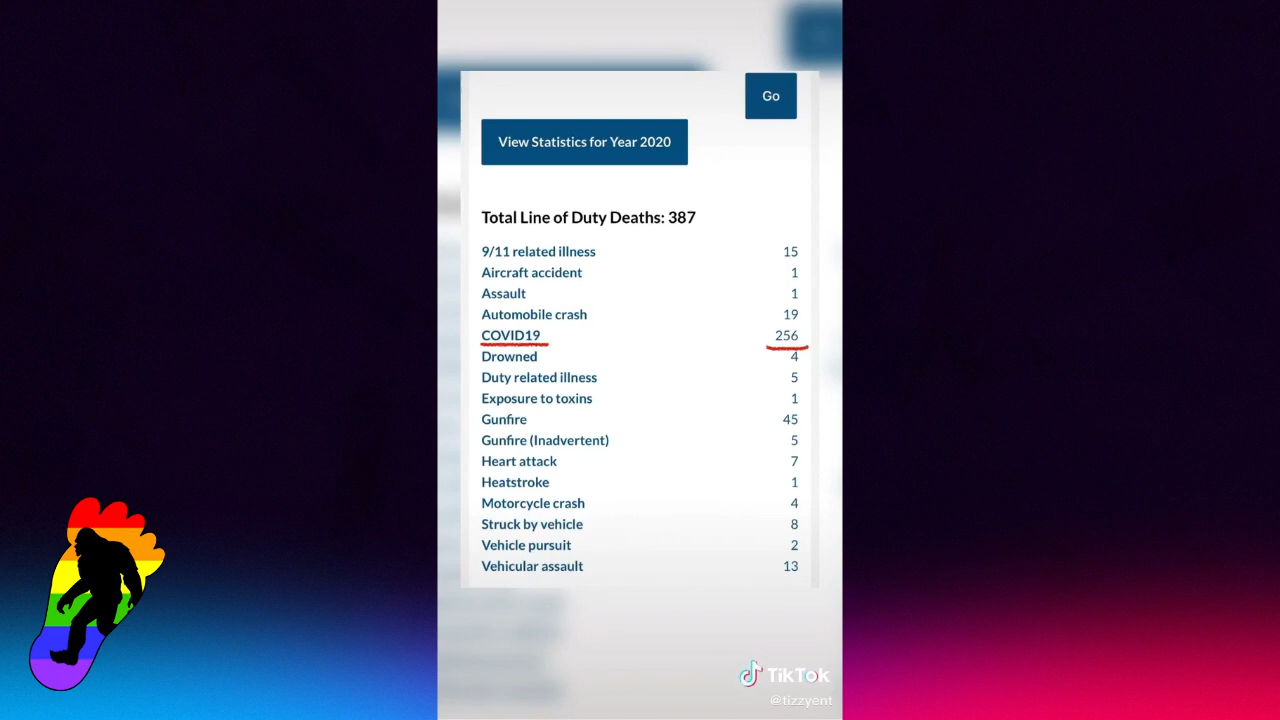 Go
View Statistics for Year 2020
Total Line of Duty Deaths: 387
9/11 related illness 15
Aircraft accident 1
Assault 1
Automobile crash 19
COVID19 256
Drowned 4
Duty related illness 5
Exposure to toxins 1
Gunfire 45
Gunfire (Inadvertent) 5
Heart attack 7
Heatstroke 1
Motorcycle crash 4
Struck by vehicle 8
Vehicle pursuit 2
Vehicular assault 13
TikTok
@tizzyent